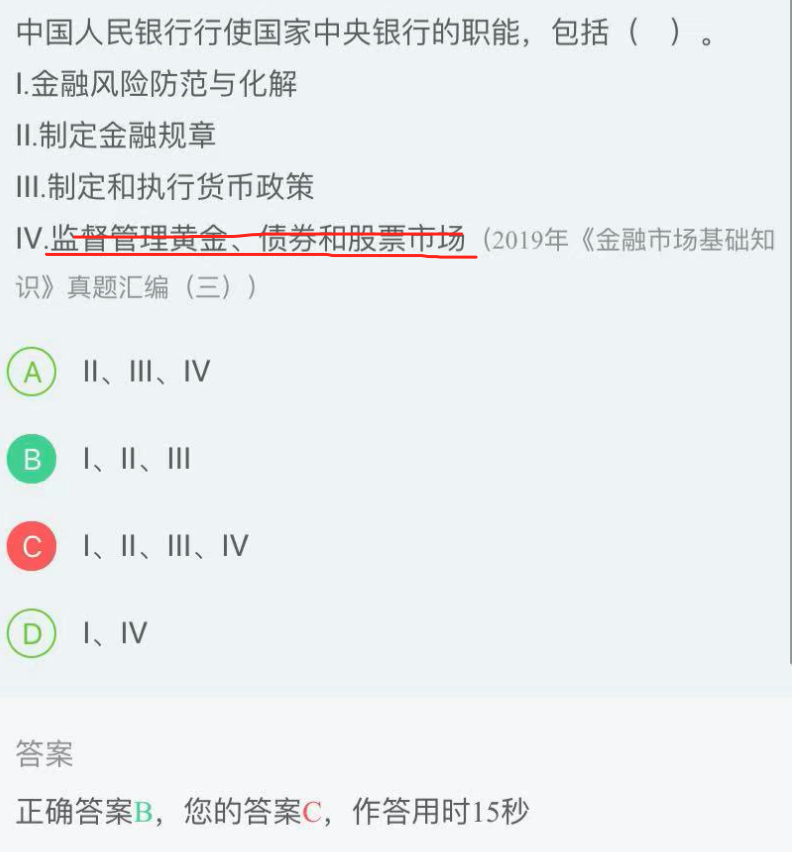 中国人民银行行使国家中央银行的职能，包括（ ）。
I.金融风险防范与化解
II.制定金融规章
III.制定和执行货币政策
IV.监督管理黄金、债券和股票市场（2019年《金融市场基础知
识》真题汇编（三））
A II、III、IV
B I、II、III
C I、II、III、IV
D I、IV
答案
正确答案B，您的答案C，作答用时15秒